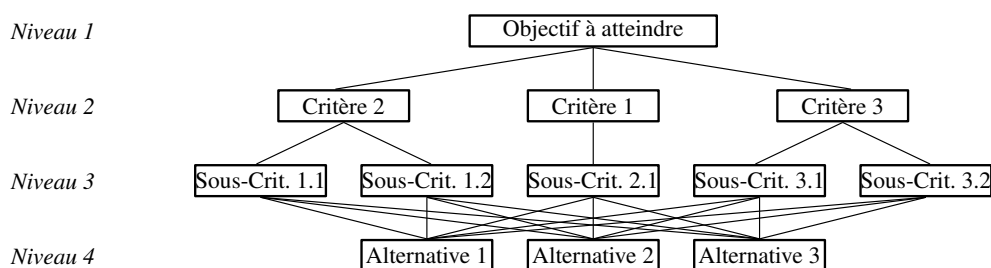 Niveau 1 Objectif à atteindre
Niveau 2 Critère 2 Critère 1 Critère 3
Niveau 3 Sous-Crit. 1.1 Sous-Crit. 1.2 Sous-Crit. 2.1 Sous-Crit. 3.1 Sous-Crit. 3.2
Niveau 4 Alternative 1 Alternative 2 Alternative 3